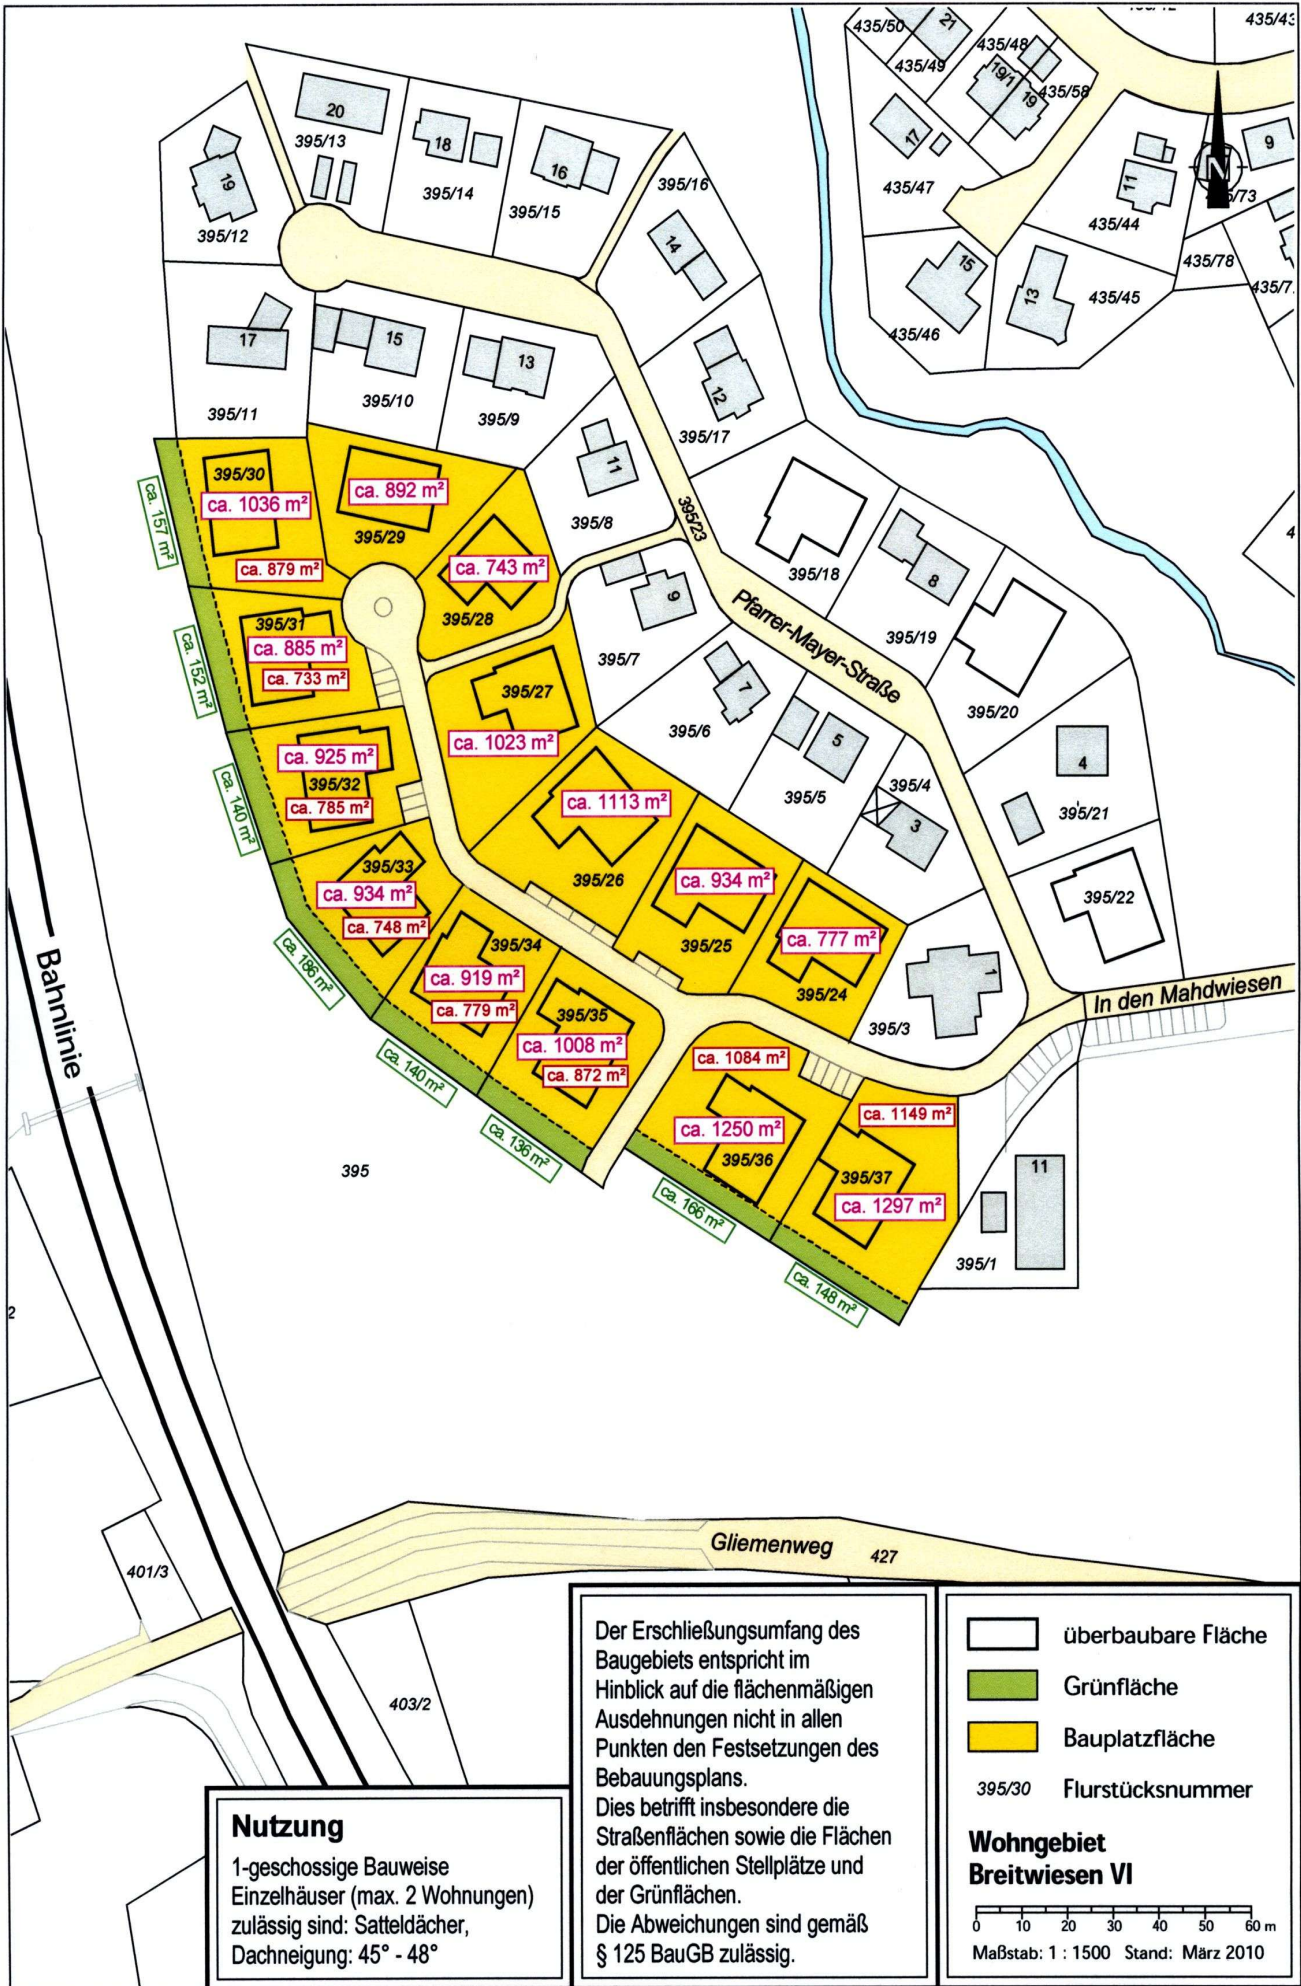 435/50
21
435/43
435/48
435/49
19/1
19
435/58
17
9
N
435/47
11
435/44
435/78
15
13
435/45
435/46
20
395/13
18
395/14
16
395/15
395/16
19
395/12
14
17
395/11
15
395/10
13
395/9
12
395/17
11
395/8
395/23
395/18
8
395/19
395/20
9
395/7
Pfarrer-Mayer-Straße
7
395/6
5
395/5
395/4
3
4
395/21
395/22
1
395/3
In den Mahdwiesen
11
395/1
395/30
ca. 1036 m²
ca. 879 m²
ca. 157 m²
ca. 892 m²
395/29
ca. 743 m²
395/28
395/31
ca. 885 m²
ca. 733 m²
ca. 152 m²
395/27
ca. 1023 m²
ca. 925 m²
395/32
ca. 785 m²
ca. 140 m²
ca. 1113 m²
395/26
395/33
ca. 934 m²
ca. 748 m²
ca. 186 m²
ca. 934 m²
395/25
ca. 777 m²
395/24
395/34
ca. 919 m²
ca. 779 m²
ca. 140 m²
395/35
ca. 1008 m²
ca. 872 m²
ca. 136 m²
ca. 1084 m²
ca. 1250 m²
395/36
ca. 166 m²
ca. 1149 m²
395/37
ca. 1297 m²
ca. 148 m²
Bahnlinie
395
2
Gliemenweg
427
401/3
403/2
Nutzung
1-geschossige Bauweise
Einzelhäuser (max. 2 Wohnungen)
zulässig sind: Satteldächer,
Dachneigung: 45° - 48°
Der Erschließungsumfang des
Baugebiets entspricht im
Hinblick auf die flächenmäßigen
Ausdehnungen nicht in allen
Punkten den Festsetzungen des
Bebauungsplans.
Dies betrifft insbesondere die
Straßenflächen sowie die Flächen
der öffentlichen Stellplätze und
der Grünflächen.
Die Abweichungen sind gemäß
§ 125 BauGB zulässig.
überbaubare Fläche
Grünfläche
Bauplatzfläche
395/30 Flurstücksnummer
Wohngebiet
Breitwiesen VI
0 10 20 30 40 50 60 m
Maßstab: 1 : 1500 Stand: März 2010